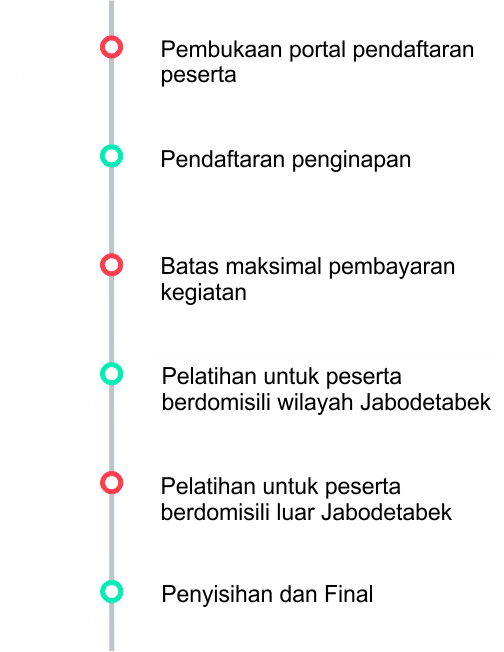 Pembukaan portal pendaftaran
peserta
Pendaftaran penginapan
Batas maksimal pembayaran
kegiatan
Pelatihan untuk peserta
berdomisili wilayah Jabodetabek
Pelatihan untuk peserta
berdomisili luar Jabodetabek
Penyisihan dan Final